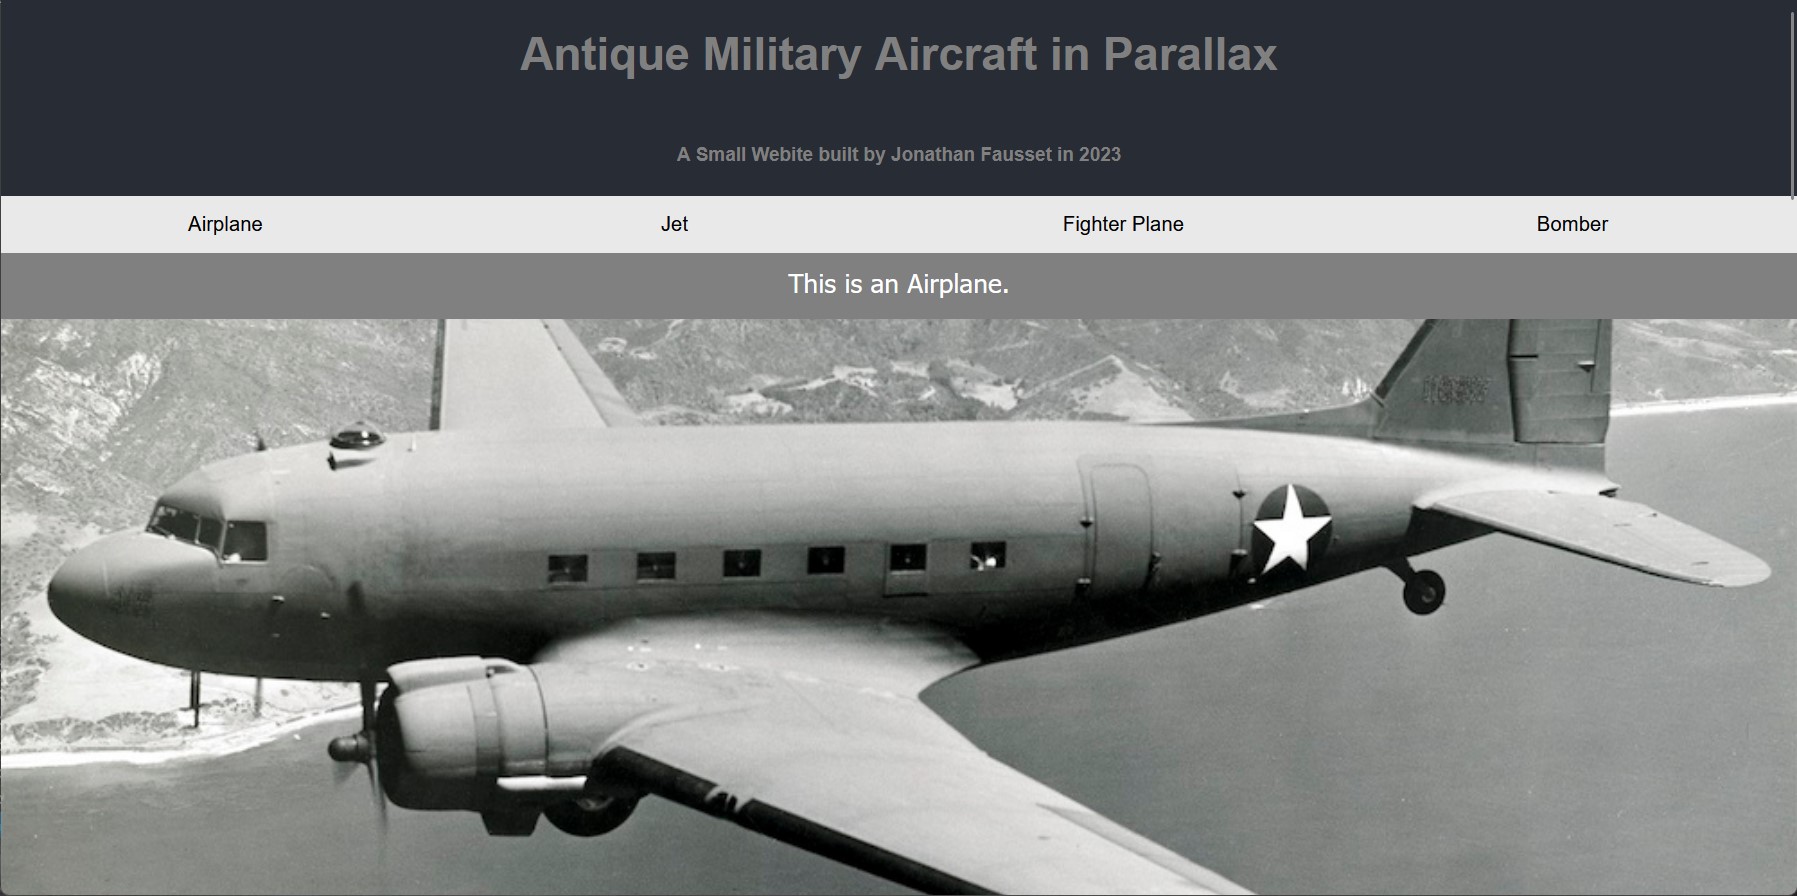 Antique Military Aircraft in Parallax
A Small Webite built by Jonathan Fausset in 2023
Airplane Jet Fighter Plane Bomber
This is an Airplane.